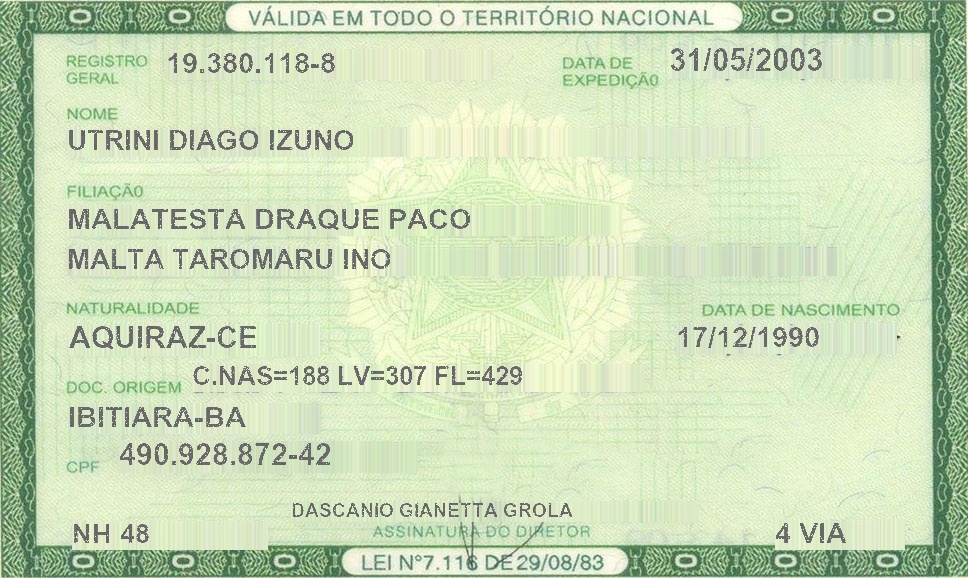 VÁLIDA EM TODO O TERRITÓRIO NACIONAL
REGISTRO GERAL 19.380.118-8 DATA DE EXPEDIÇÃO 31/05/2003
NOME
UTRINI DIAGO IZUNO
FILIAÇÃO
MALATESTA DRAQUE PACO
MALTA TAROMARU INO
NATURALIDADE DATA DE NASCIMENTO
AQUIRAZ-CE 17/12/1990
DOC. ORIGEM C.NAS=188 LV=307 FL=429
IBITIARA-BA
CPF 490.928.872-42
DASCANIO GIANETTA GROLA
NH 48 ASSINATURA DO DIRETOR 4 VIA
LEI Nº7.116 DE 29/08/83